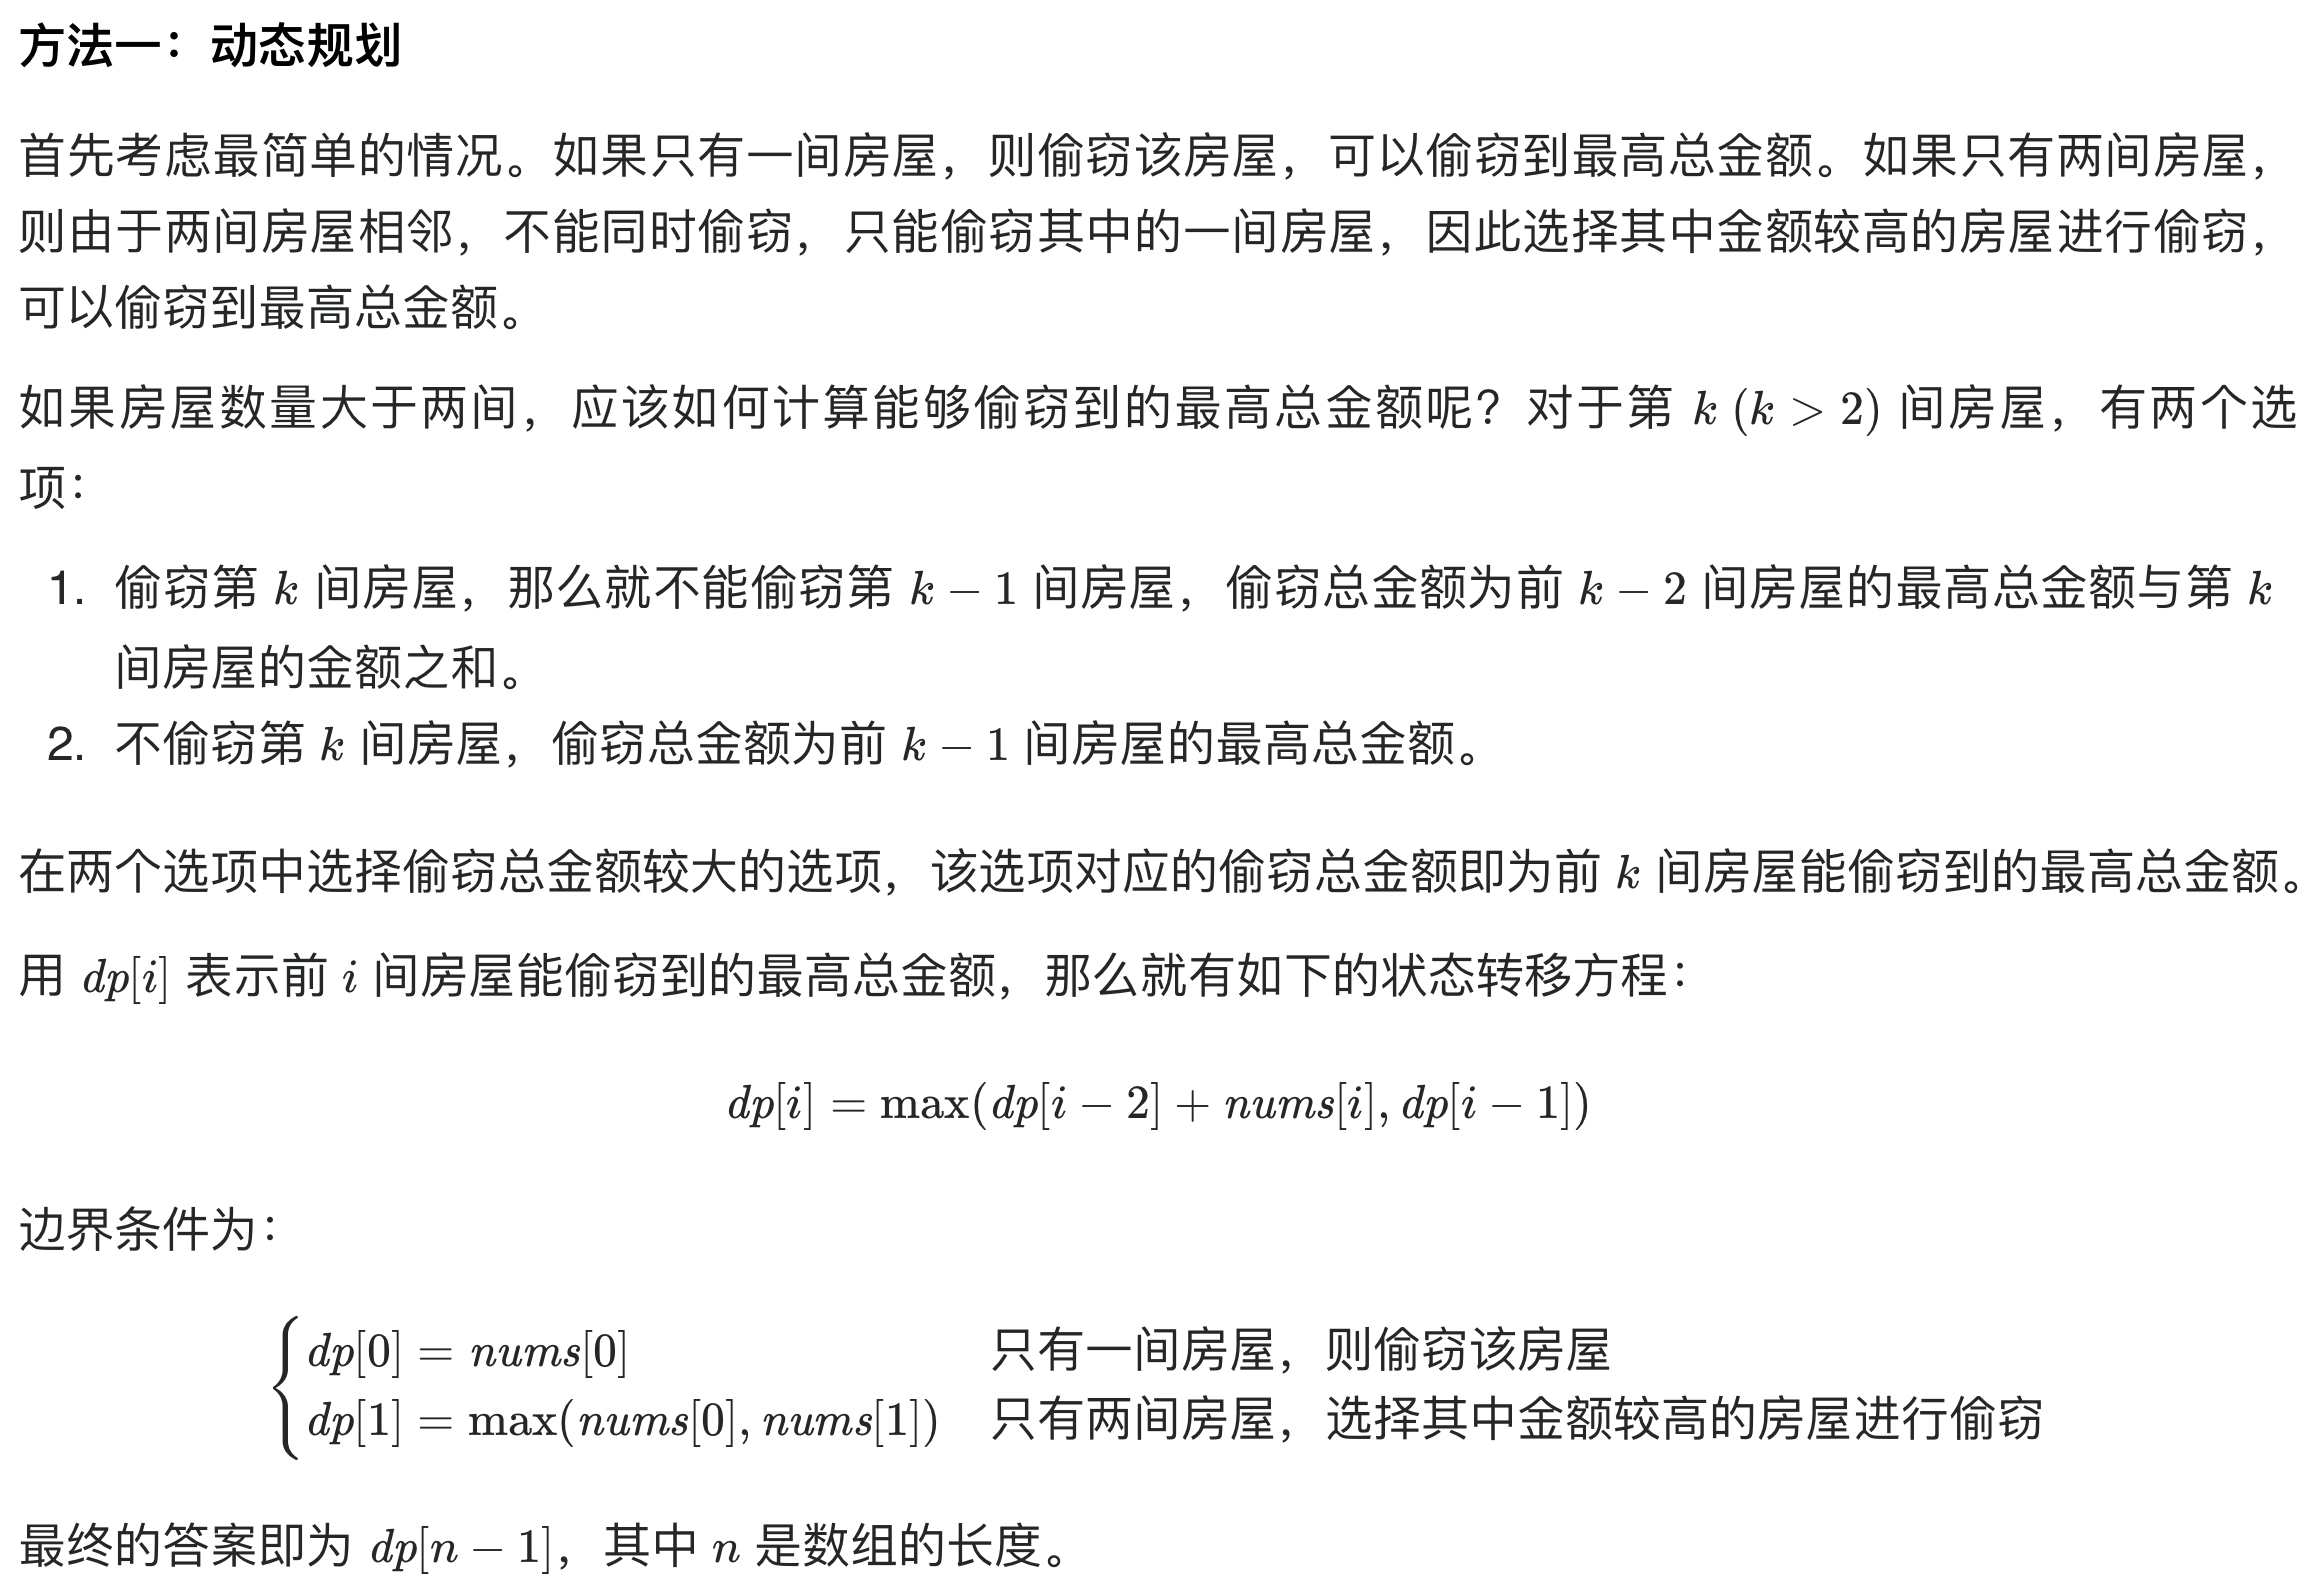 方法一：动态规划
首先考虑最简单的情况。如果只有一间房屋，则偷窃该房屋，可以偷窃到最高总金额。如果只有两间房屋，
则由于两间房屋相邻，不能同时偷窃，只能偷窃其中的一间房屋，因此选择其中金额较高的房屋进行偷窃，
可以偷窃到最高总金额。
如果房屋数量大于两间，应该如何计算能够偷窃到的最高总金额呢？对于第 k (k > 2) 间房屋，有两个选
项：
1. 偷窃第 k 间房屋，那么就不能偷窃第 k − 1 间房屋，偷窃总金额为前 k − 2 间房屋的最高总金额与第 k
间房屋的金额之和。
2. 不偷窃第 k 间房屋，偷窃总金额为前 k − 1 间房屋的最高总金额。
在两个选项中选择偷窃总金额较大的选项，该选项对应的偷窃总金额即为前 k 间房屋能偷窃到的最高总金额。
用 dp[i] 表示前 i 间房屋能偷窃到的最高总金额，那么就有如下的状态转移方程：
dp[i] = max(dp[i − 2] + nums[i], dp[i − 1])
边界条件为：
dp[0] = nums[0] 只有一间房屋，则偷窃该房屋
dp[1] = max(nums[0], nums[1]) 只有两间房屋，选择其中金额较高的房屋进行偷窃
最终的答案即为 dp[n − 1]，其中 n 是数组的长度。